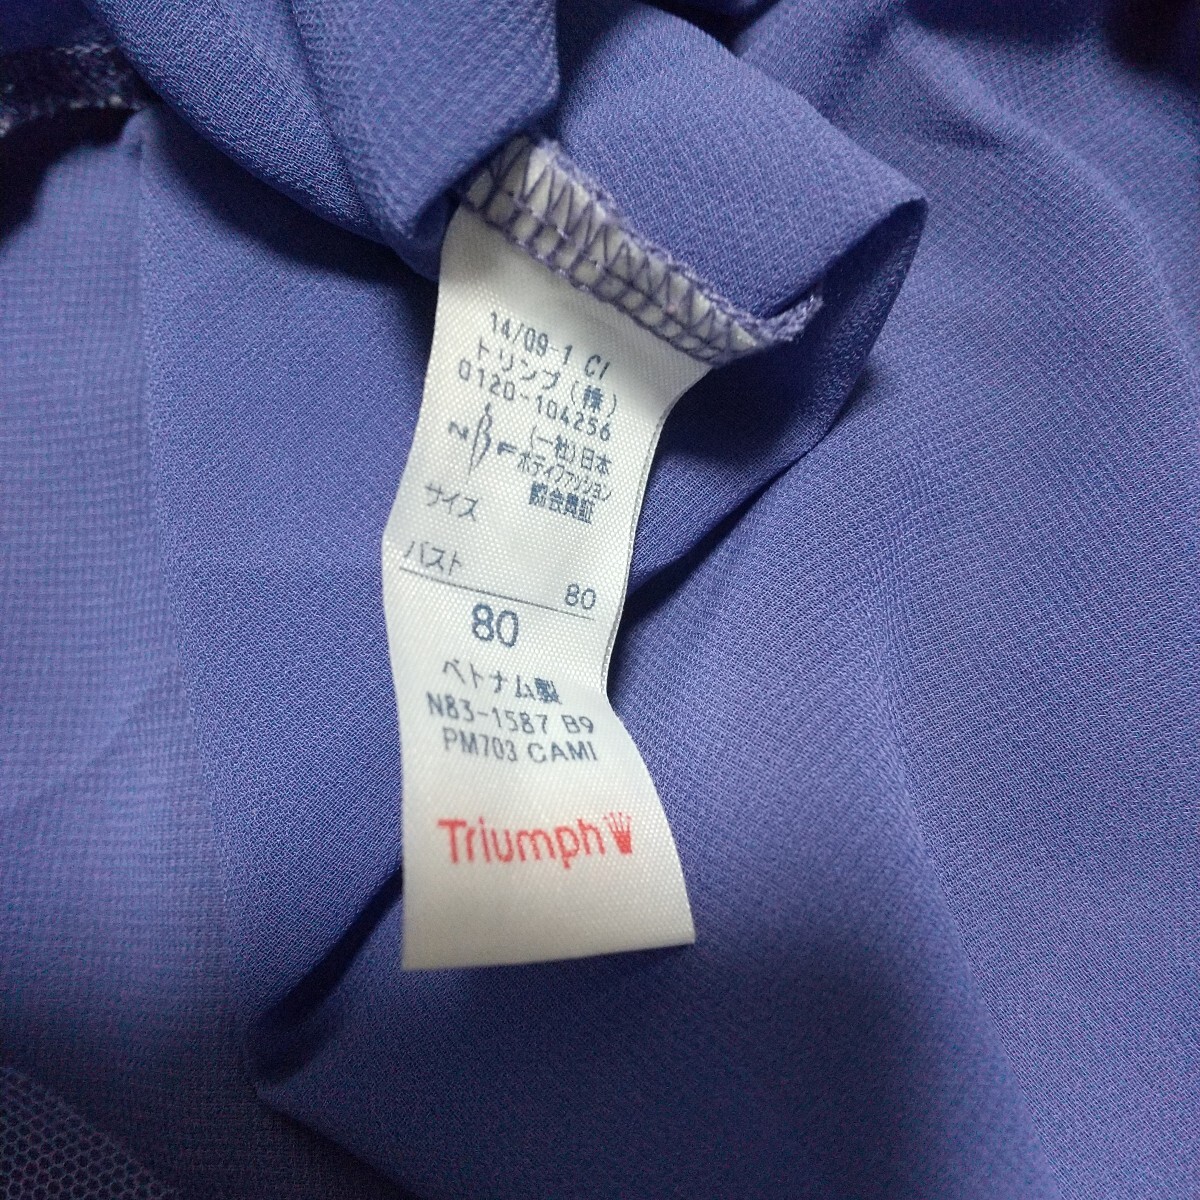 14/09-1 CI
トリンプ(株)
0120-104256
NBF (一社)日本
ボディファッション
協会賛証
サイズ
バスト 80
80
ベトナム製
N83-1587 B9
PM703 CAMI
Triumph